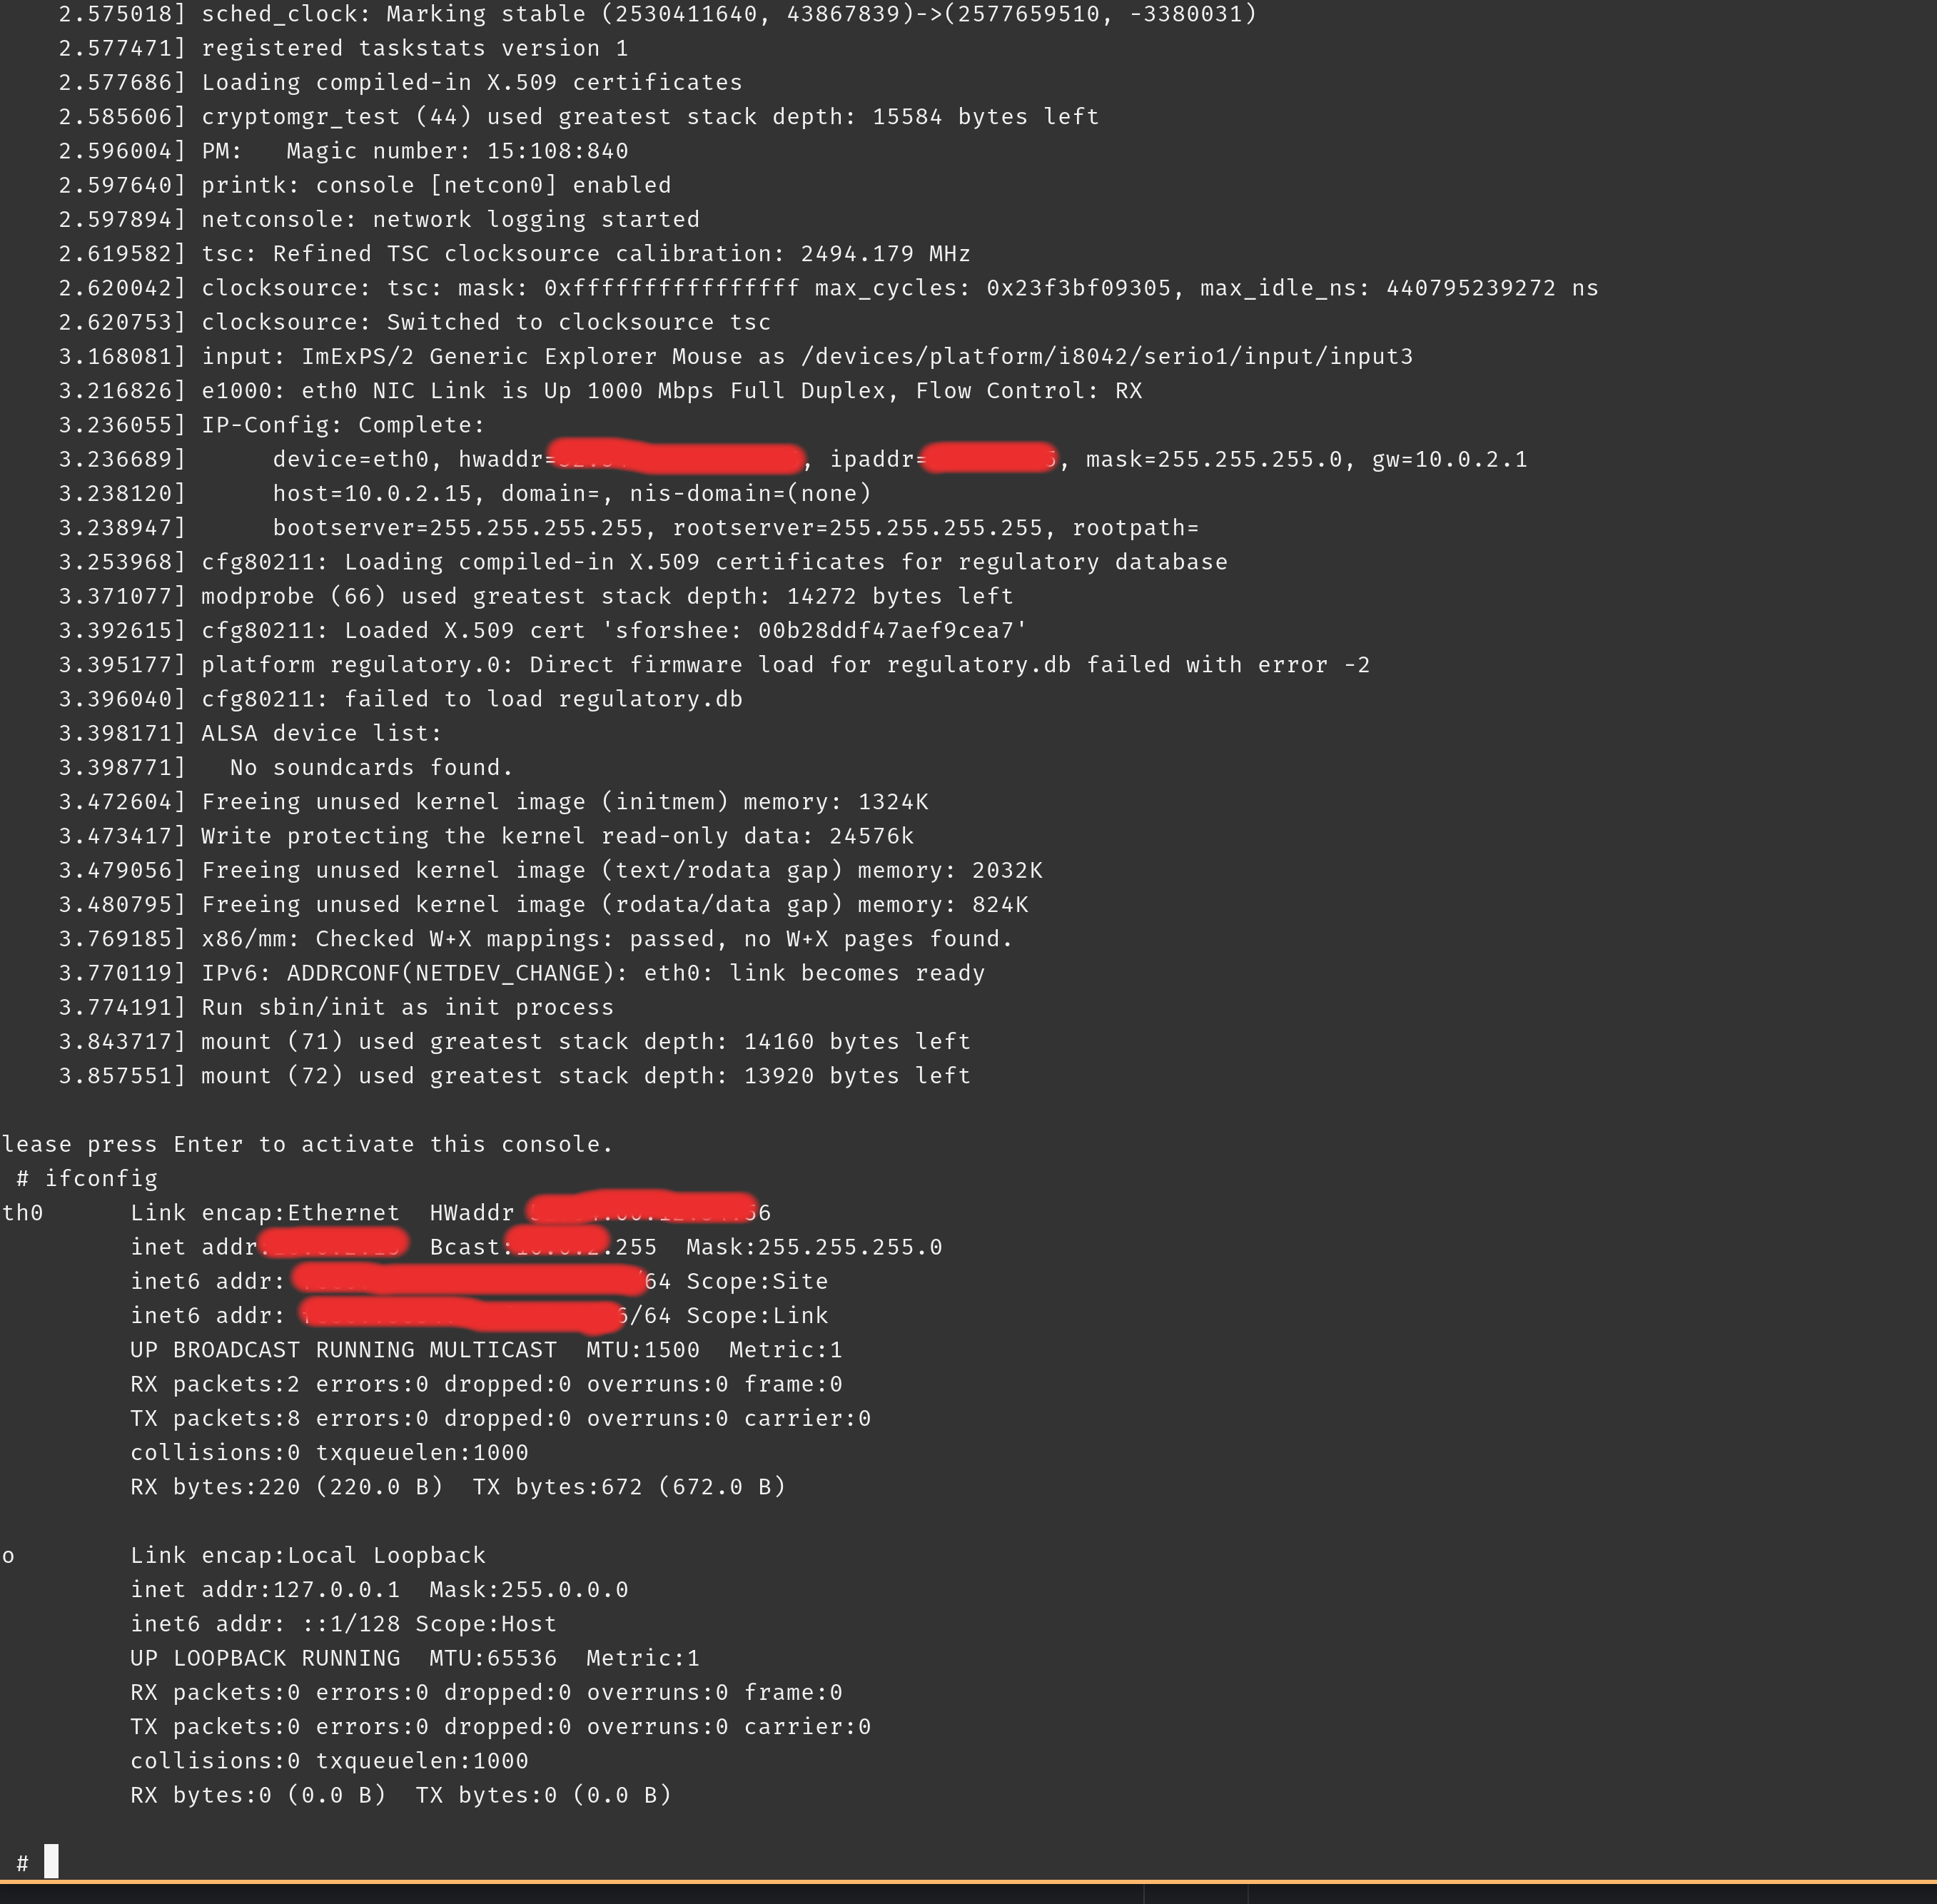 2.575018] sched_clock: Marking stable (2530411640, 43867839)->(2577659510, -3380031)
2.577471] registered taskstats version 1
2.577686] Loading compiled-in X.509 certificates
2.585606] cryptomgr_test (44) used greatest stack depth: 15584 bytes left
2.596004] PM:   Magic number: 15:108:840
2.597640] printk: console [netcon0] enabled
2.597894] netconsole: network logging started
2.619582] tsc: Refined TSC clocksource calibration: 2494.179 MHz
2.620042] clocksource: tsc: mask: 0xffffffffffffffff max_cycles: 0x23f3bf09305, max_idle_ns: 440795239272 ns
2.620753] clocksource: Switched to clocksource tsc
3.168081] input: ImExPS/2 Generic Explorer Mouse as /devices/platform/i8042/serio1/input/input3
3.216826] e1000: eth0 NIC Link is Up 1000 Mbps Full Duplex, Flow Control: RX
3.236055] IP-Config: Complete:
3.236689]      device=eth0, hwaddr= , ipaddr= , mask=255.255.255.0, gw=10.0.2.1
3.238120]      host=10.0.2.15, domain=, nis-domain=(none)
3.238947]      bootserver=255.255.255.255, rootserver=255.255.255.255, rootpath=
3.253968] cfg80211: Loading compiled-in X.509 certificates for regulatory database
3.371077] modprobe (66) used greatest stack depth: 14272 bytes left
3.392615] cfg80211: Loaded X.509 cert 'sforshee: 00b28ddf47aef9cea7'
3.395177] platform regulatory.0: Direct firmware load for regulatory.db failed with error -2
3.396040] cfg80211: failed to load regulatory.db
3.398171] ALSA device list:
3.398771]   No soundcards found.
3.472604] Freeing unused kernel image (initmem) memory: 1324K
3.473417] Write protecting the kernel read-only data: 24576k
3.479056] Freeing unused kernel image (text/rodata gap) memory: 2032K
3.480795] Freeing unused kernel image (rodata/data gap) memory: 824K
3.769185] x86/mm: Checked W+X mappings: passed, no W+X pages found.
3.770119] IPv6: ADDRCONF(NETDEV_CHANGE): eth0: link becomes ready
3.774191] Run sbin/init as init process
3.843717] mount (71) used greatest stack depth: 14160 bytes left
3.857551] mount (72) used greatest stack depth: 13920 bytes left
lease press Enter to activate this console.
# ifconfig
th0      Link encap:Ethernet  HWaddr 6
inet addr  Bcast: .255  Mask:255.255.255.0
inet6 addr: 64 Scope:Site
inet6 addr: 6/64 Scope:Link
UP BROADCAST RUNNING MULTICAST  MTU:1500  Metric:1
RX packets:2 errors:0 dropped:0 overruns:0 frame:0
TX packets:8 errors:0 dropped:0 overruns:0 carrier:0
collisions:0 txqueuelen:1000
RX bytes:220 (220.0 B)  TX bytes:672 (672.0 B)
o        Link encap:Local Loopback
inet addr:127.0.0.1  Mask:255.0.0.0
inet6 addr: ::1/128 Scope:Host
UP LOOPBACK RUNNING  MTU:65536  Metric:1
RX packets:0 errors:0 dropped:0 overruns:0 frame:0
TX packets:0 errors:0 dropped:0 overruns:0 carrier:0
collisions:0 txqueuelen:1000
RX bytes:0 (0.0 B)  TX bytes:0 (0.0 B)
#